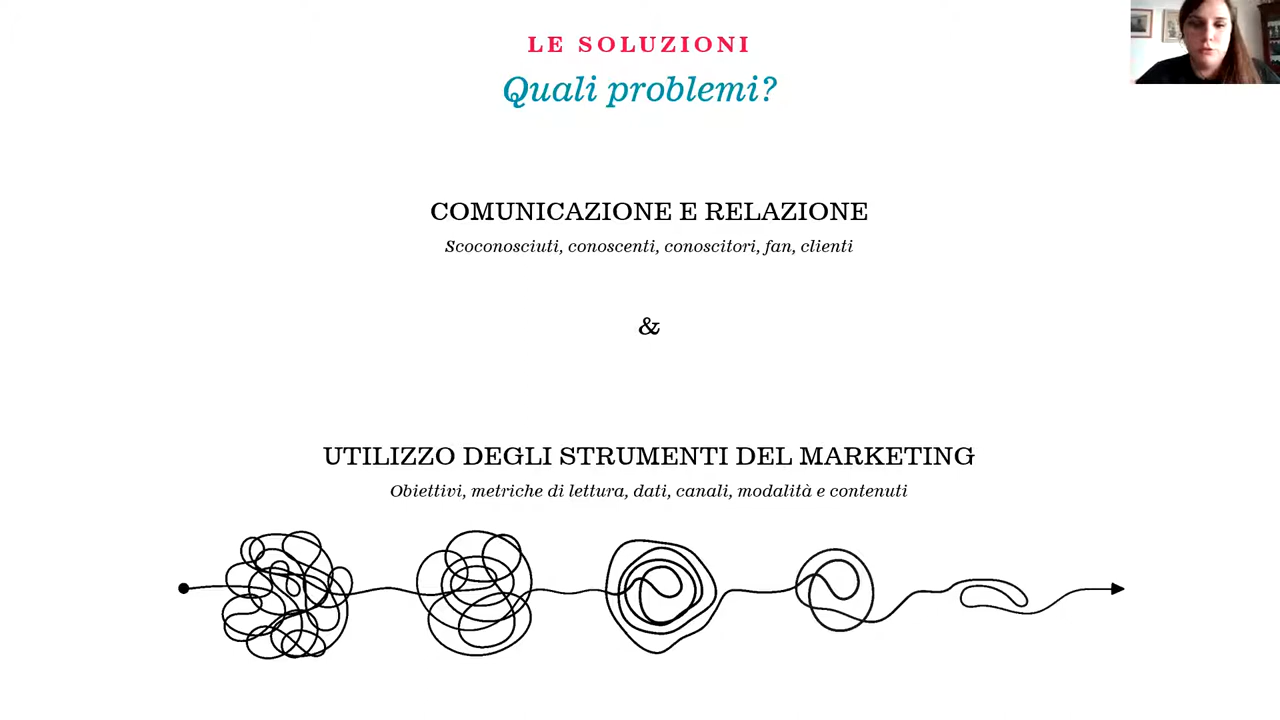 LE SOLUZIONI
Quali problemi?
COMUNICAZIONE E RELAZIONE
Scoconosciuti, conoscenti, conoscitori, fan, clienti
&
UTILIZZO DEGLI STRUMENTI DEL MARKETING
Obiettivi, metriche di lettura, dati, canali, modalità e contenuti